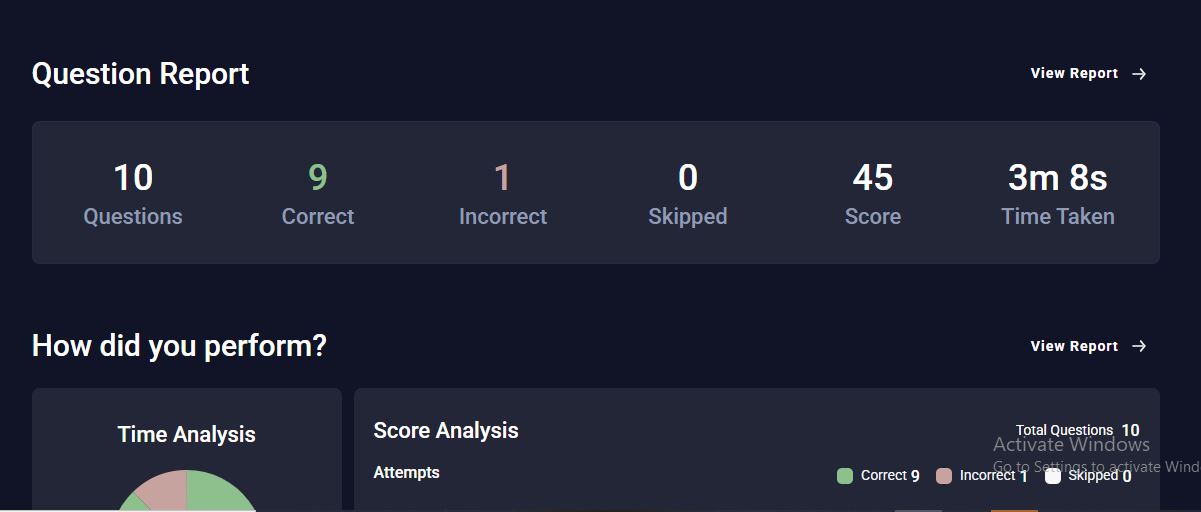 Question Report
View Report
10 9 1 0 45 3m 8s
Questions Correct Incorrect Skipped Score Time Taken
How did you perform?
View Report
Time Analysis
Score Analysis
Total Questions 10
Activate Windows
Attempts
Go to Settings to activate Wind
Correct 9 Incorrect 1 Skipped 0